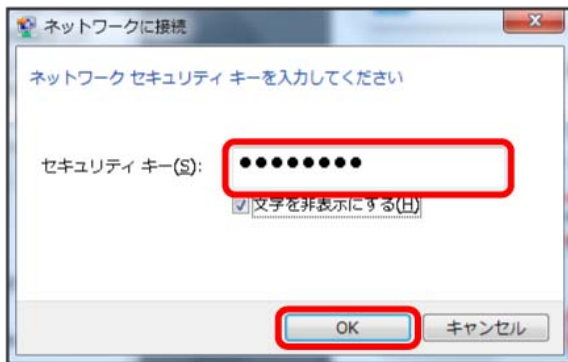 ネットワークに接続
ネットワーク セキュリティ キーを入力してください
セキュリティ キー(S):
●●●●●●●●
文字を非表示にする(H)
OK
キャンセル